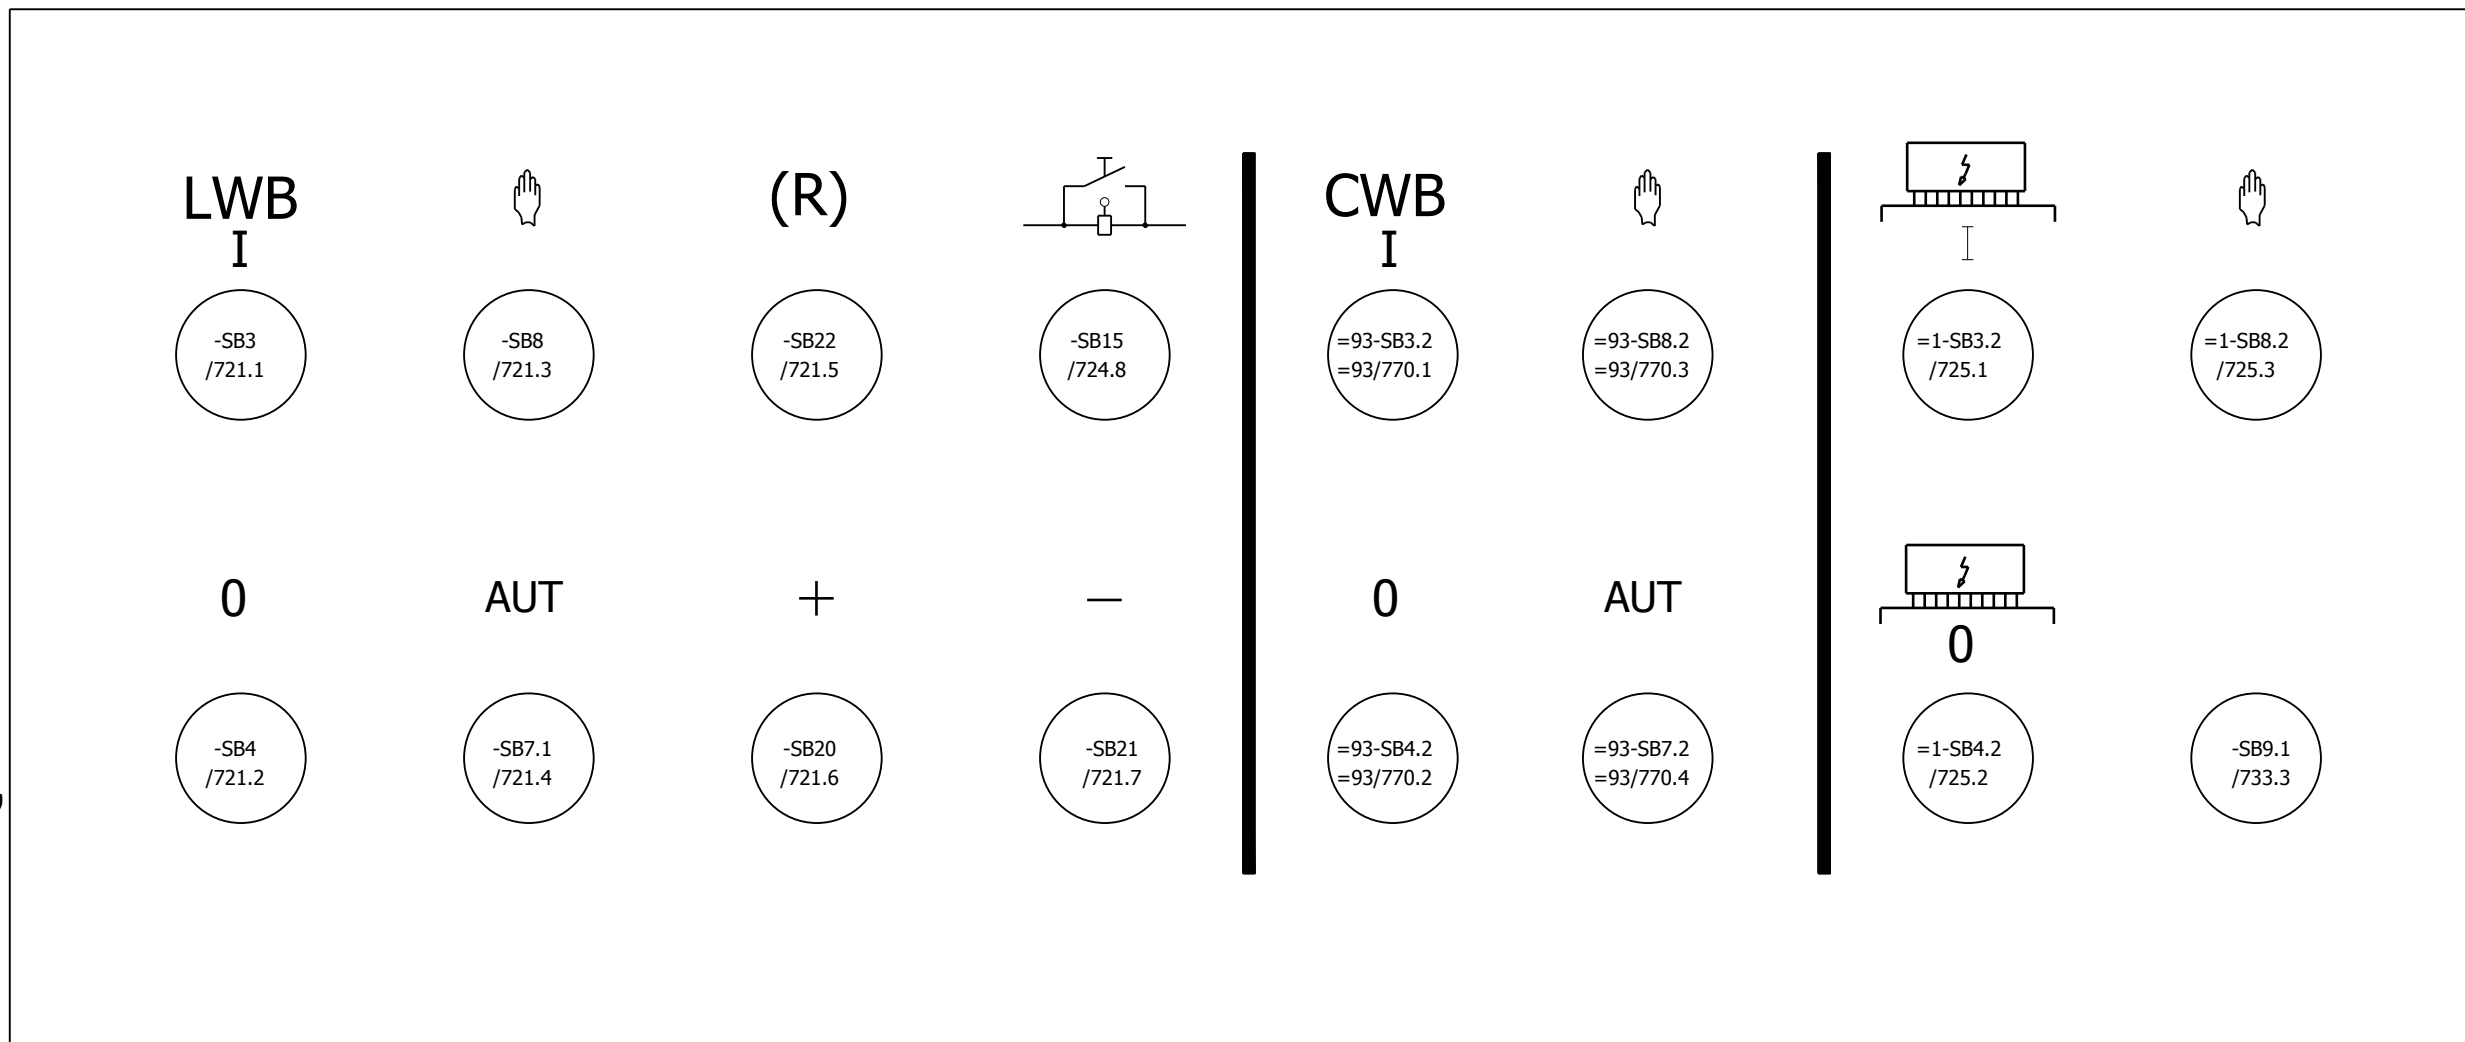 LWB
I
(R)
CWB
I
I
-SB3
/721.1
-SB8
/721.3
-SB22
/721.5
-SB15
/724.8
=93-SB3.2
=93/770.1
=93-SB8.2
=93/770.3
=1-SB3.2
/725.1
=1-SB8.2
/725.3
0
AUT
+
–
0
AUT
0
-SB4
/721.2
-SB7.1
/721.4
-SB20
/721.6
-SB21
/721.7
=93-SB4.2
=93/770.2
=93-SB7.2
=93/770.4
=1-SB4.2
/725.2
-SB9.1
/733.3